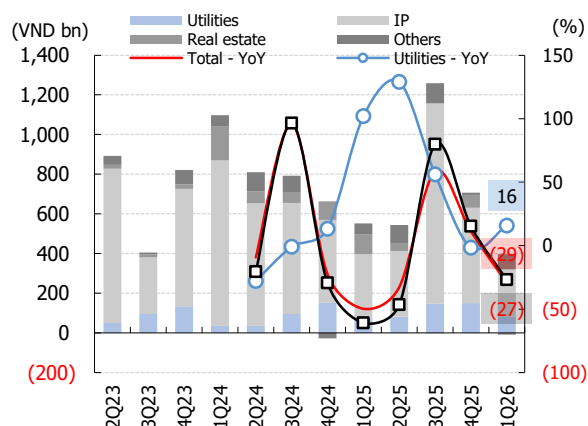 (VND bn)
(%)
Utilities
IP
Real estate
Others
Total - YoY
Utilities - YoY
1,400
1,200
1,000
800
600
400
200
0
(200)
150
100
50
0
(50)
(100)
16
(29)
(27)
2Q23
3Q23
4Q23
1Q24
2Q24
3Q24
4Q24
1Q25
2Q25
3Q25
4Q25
1Q26